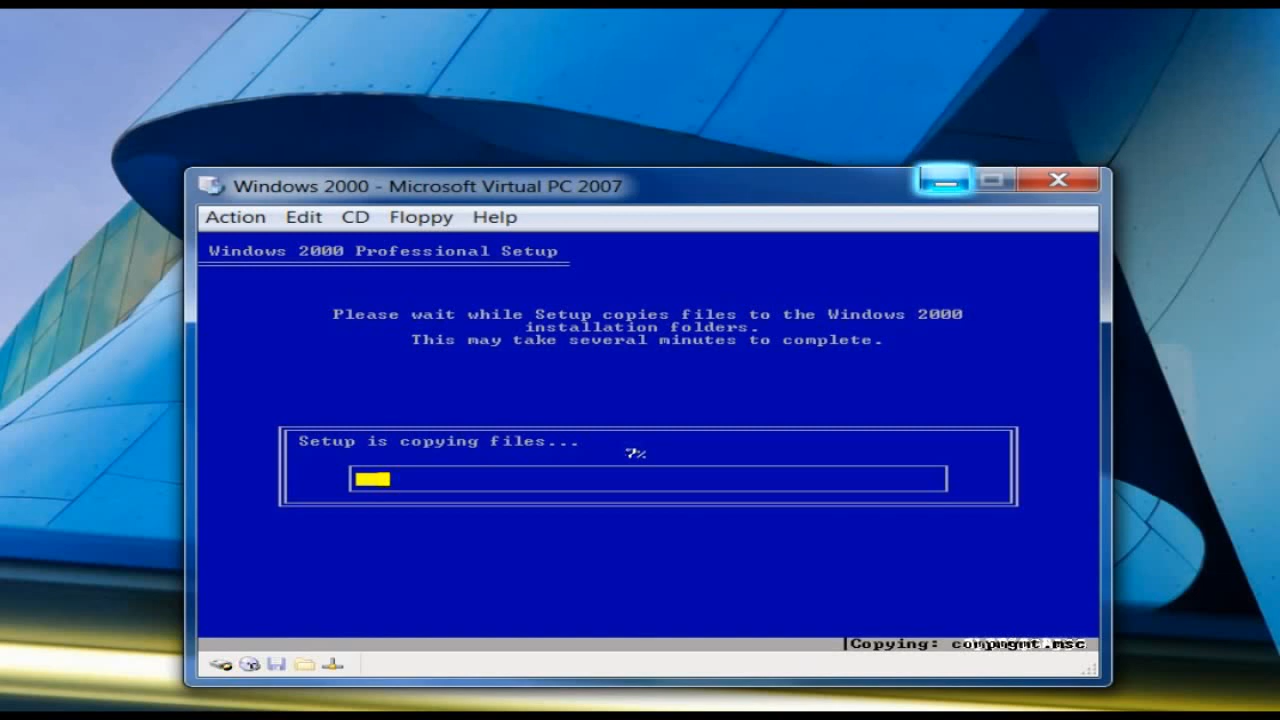 Windows 2000 - Microsoft Virtual PC 2007
Action Edit CD Floppy Help
Windows 2000 Professional Setup
Please wait while Setup copies files to the Windows 2000
installation folders.
This may take several minutes to complete.
Setup is copying files...
7%
Copying: